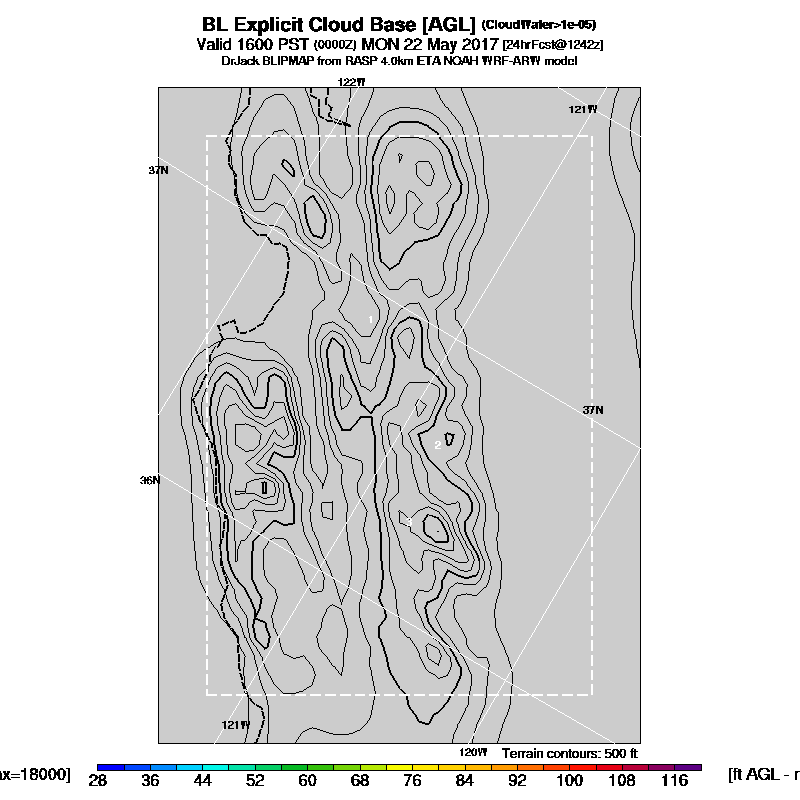 BL Explicit Cloud Base [AGL] (CloudWater>1e-05)
Valid 1600 PST (0000Z) MON 22 May 2017 [24hrFcst@1242z]
DrJack BLIPMAP from RASP 4.0km ETA NOAH WRF-ARW model
122W
121W
37N
1
37N
2
36N
3
121W
120W Terrain contours: 500 ft
ax=18000] [ft AGL - m
28 36 44 52 60 68 76 84 92 100 108 116